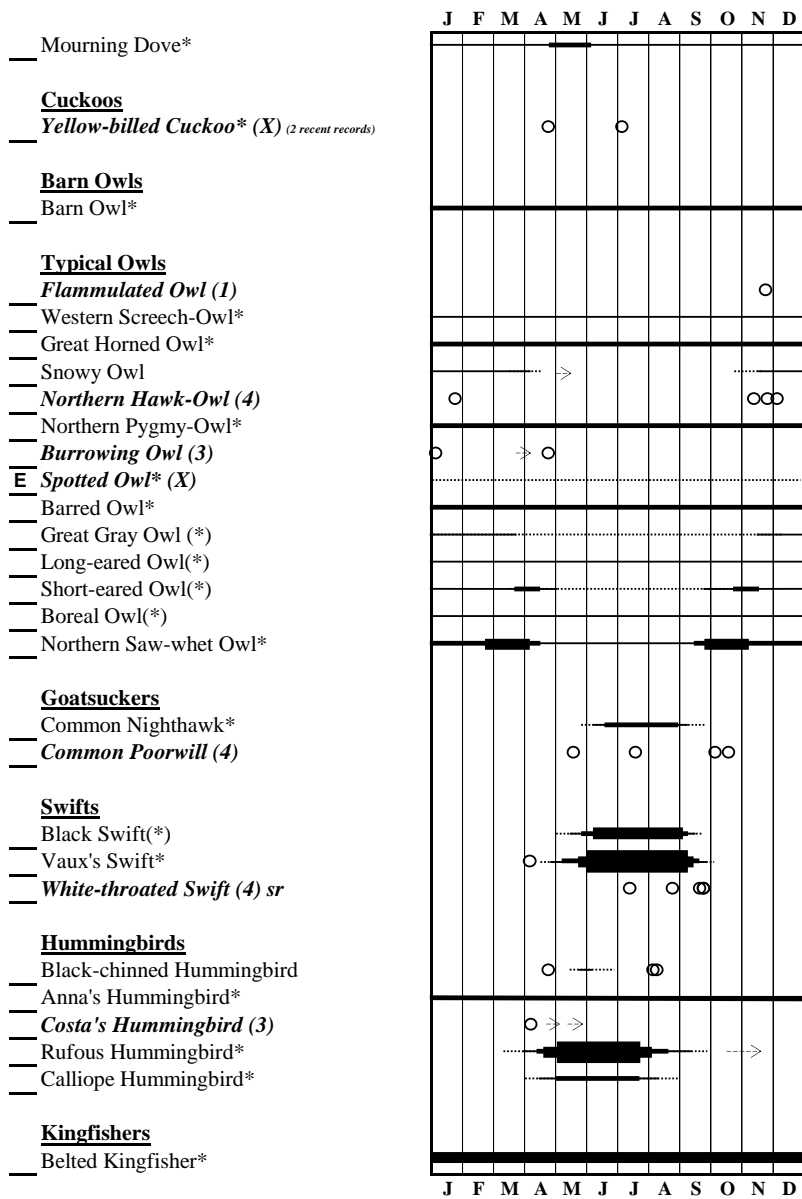 J F M A M J J A S O N D
Mourning Dove*
Cuckoos
Yellow-billed Cuckoo* (X) (2 recent records)
Barn Owls
Barn Owl*
Typical Owls
Flammulated Owl (1)
Western Screech-Owl*
Great Horned Owl*
Snowy Owl
Northern Hawk-Owl (4)
Northern Pygmy-Owl*
Burrowing Owl (3)
E Spotted Owl* (X)
Barred Owl*
Great Gray Owl (*)
Long-eared Owl(*)
Short-eared Owl(*)
Boreal Owl(*)
Northern Saw-whet Owl*
Goatsuckers
Common Nighthawk*
Common Poorwill (4)
Swifts
Black Swift(*)
Vaux's Swift*
White-throated Swift (4) sr
Hummingbirds
Black-chinned Hummingbird
Anna's Hummingbird*
Costa's Hummingbird (3)
Rufous Hummingbird*
Calliope Hummingbird*
Kingfishers
Belted Kingfisher*
J F M A M J J A S O N D